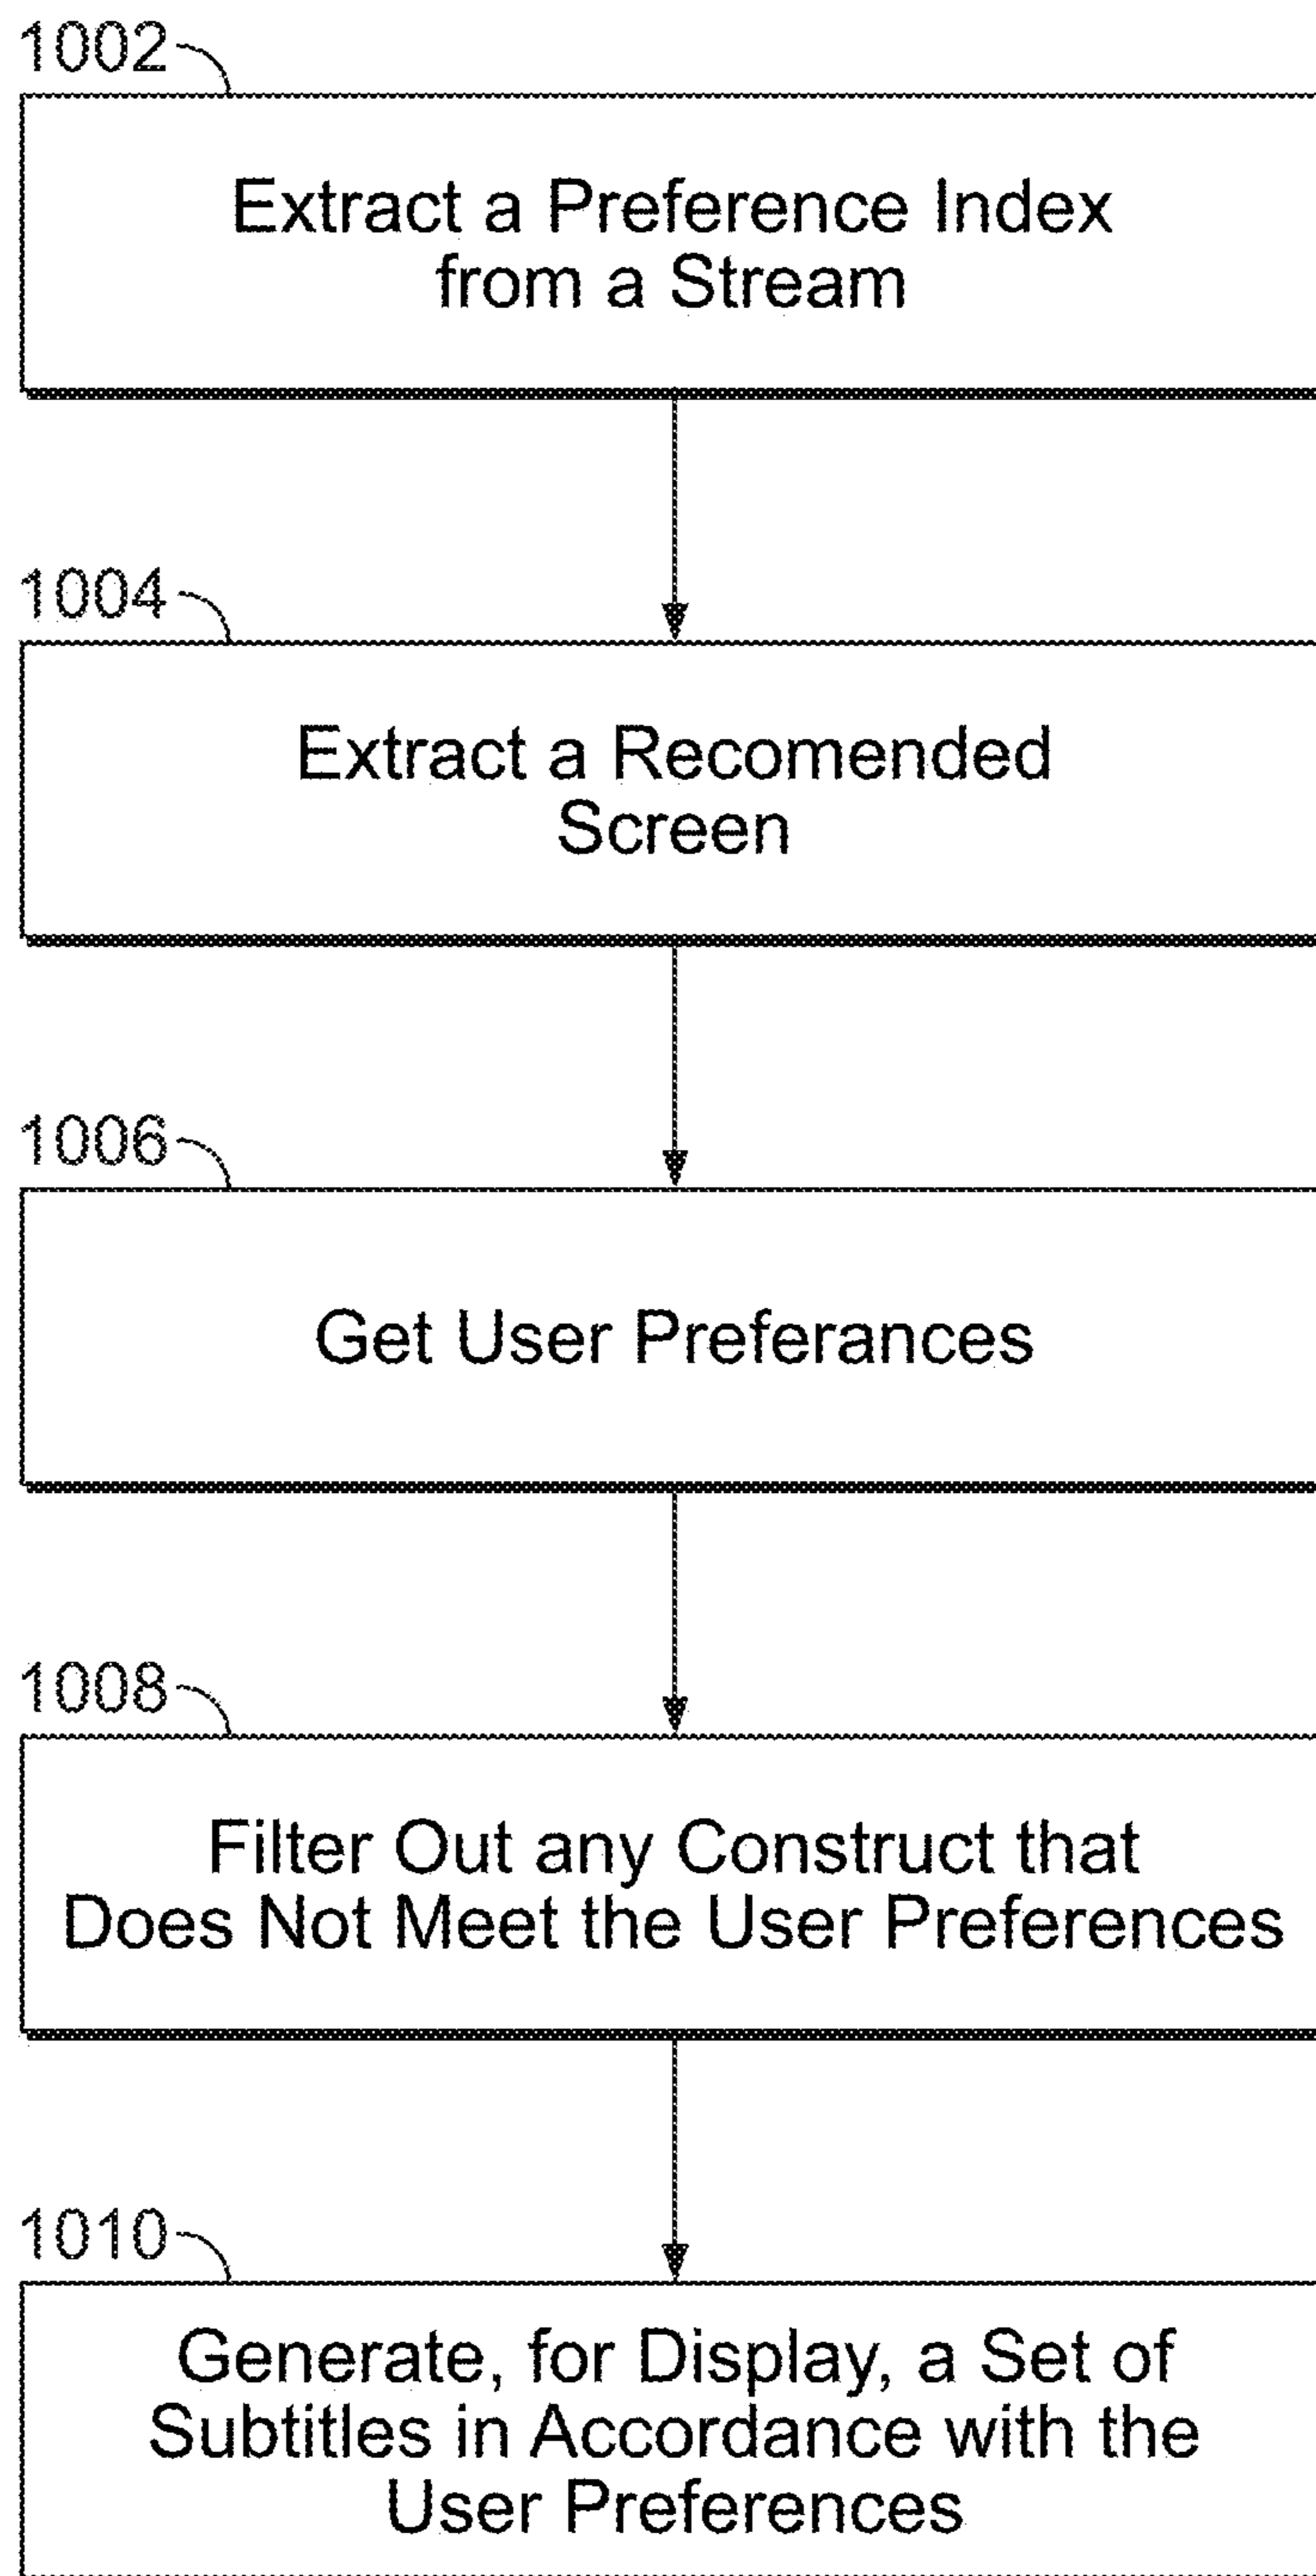 1002
Extract a Preference Index
from a Stream
1004
Extract a Recomended
Screen
1006
Get User Preferances
1008
Filter Out any Construct that
Does Not Meet the User Preferences
1010
Generate, for Display, a Set of
Subtitles in Accordance with the
User Preferences